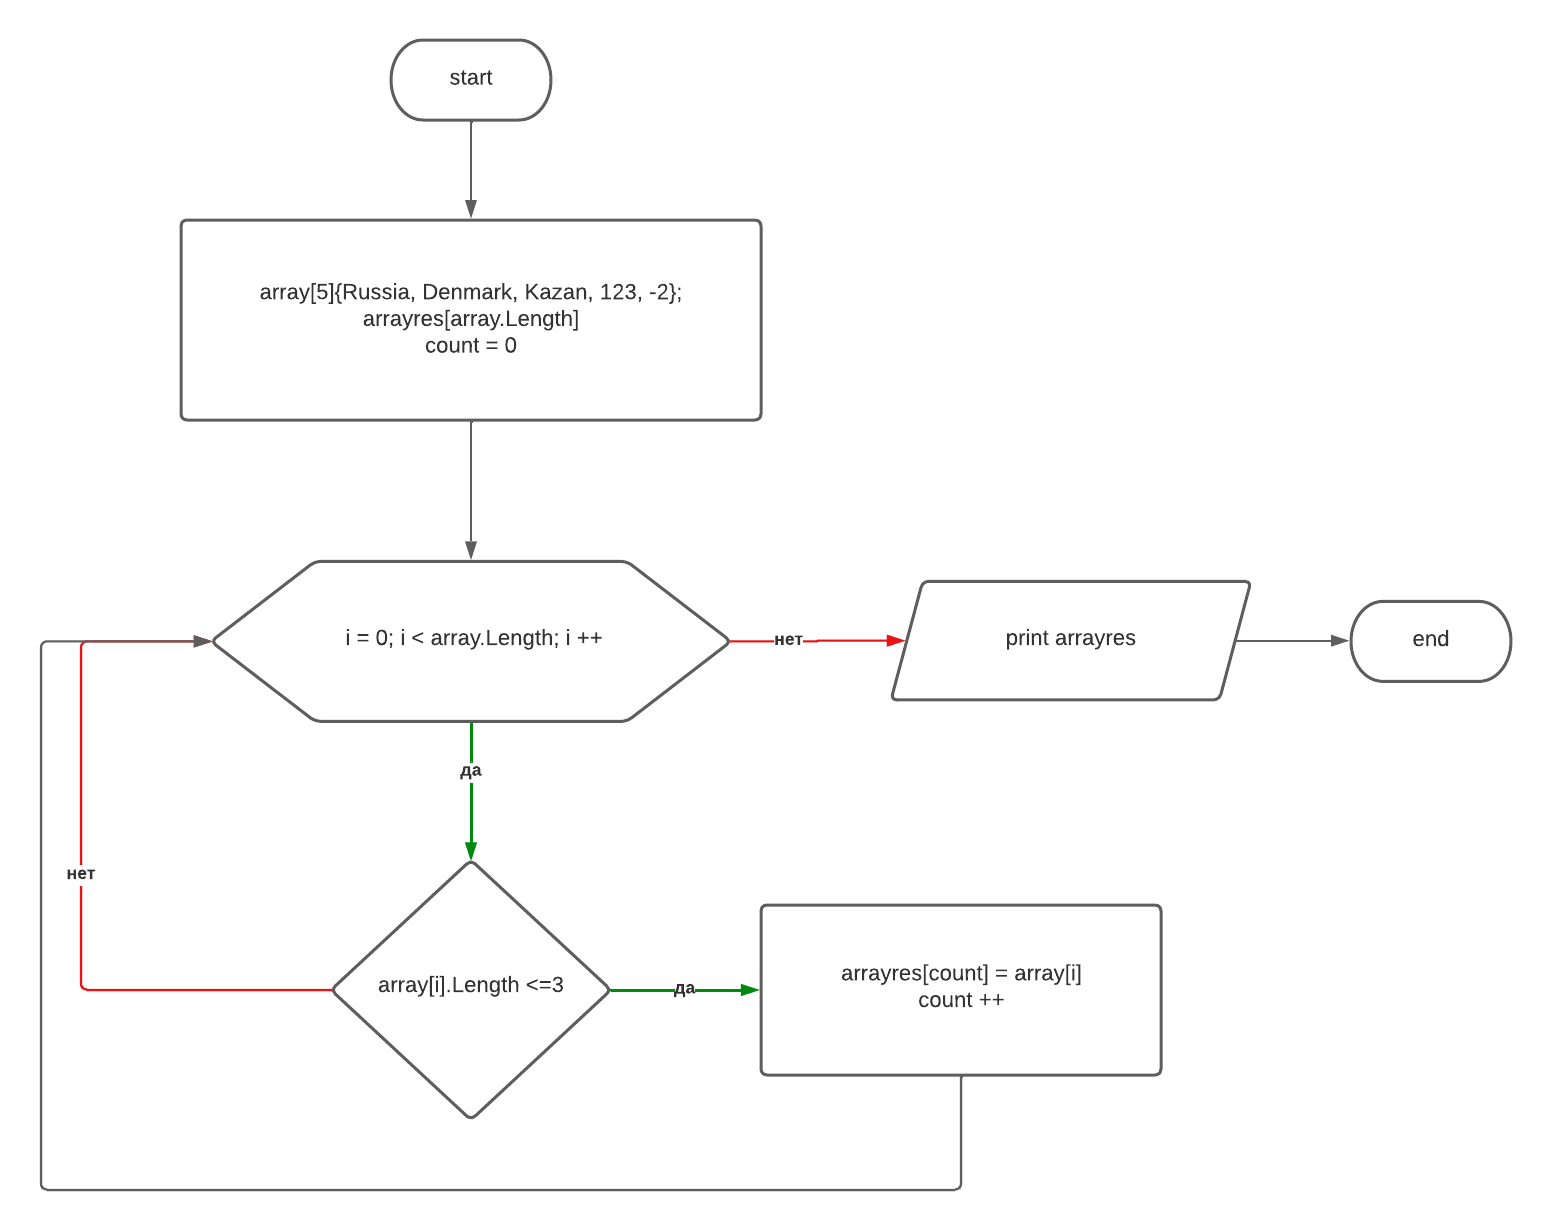 start
array[5]{Russia, Denmark, Kazan, 123, -2};
arrayres[array.Length]
count = 0
i = 0; i < array.Length; i ++
нет
print arrayres
end
да
нет
array[i].Length <=3
да
arrayres[count] = array[i]
count ++